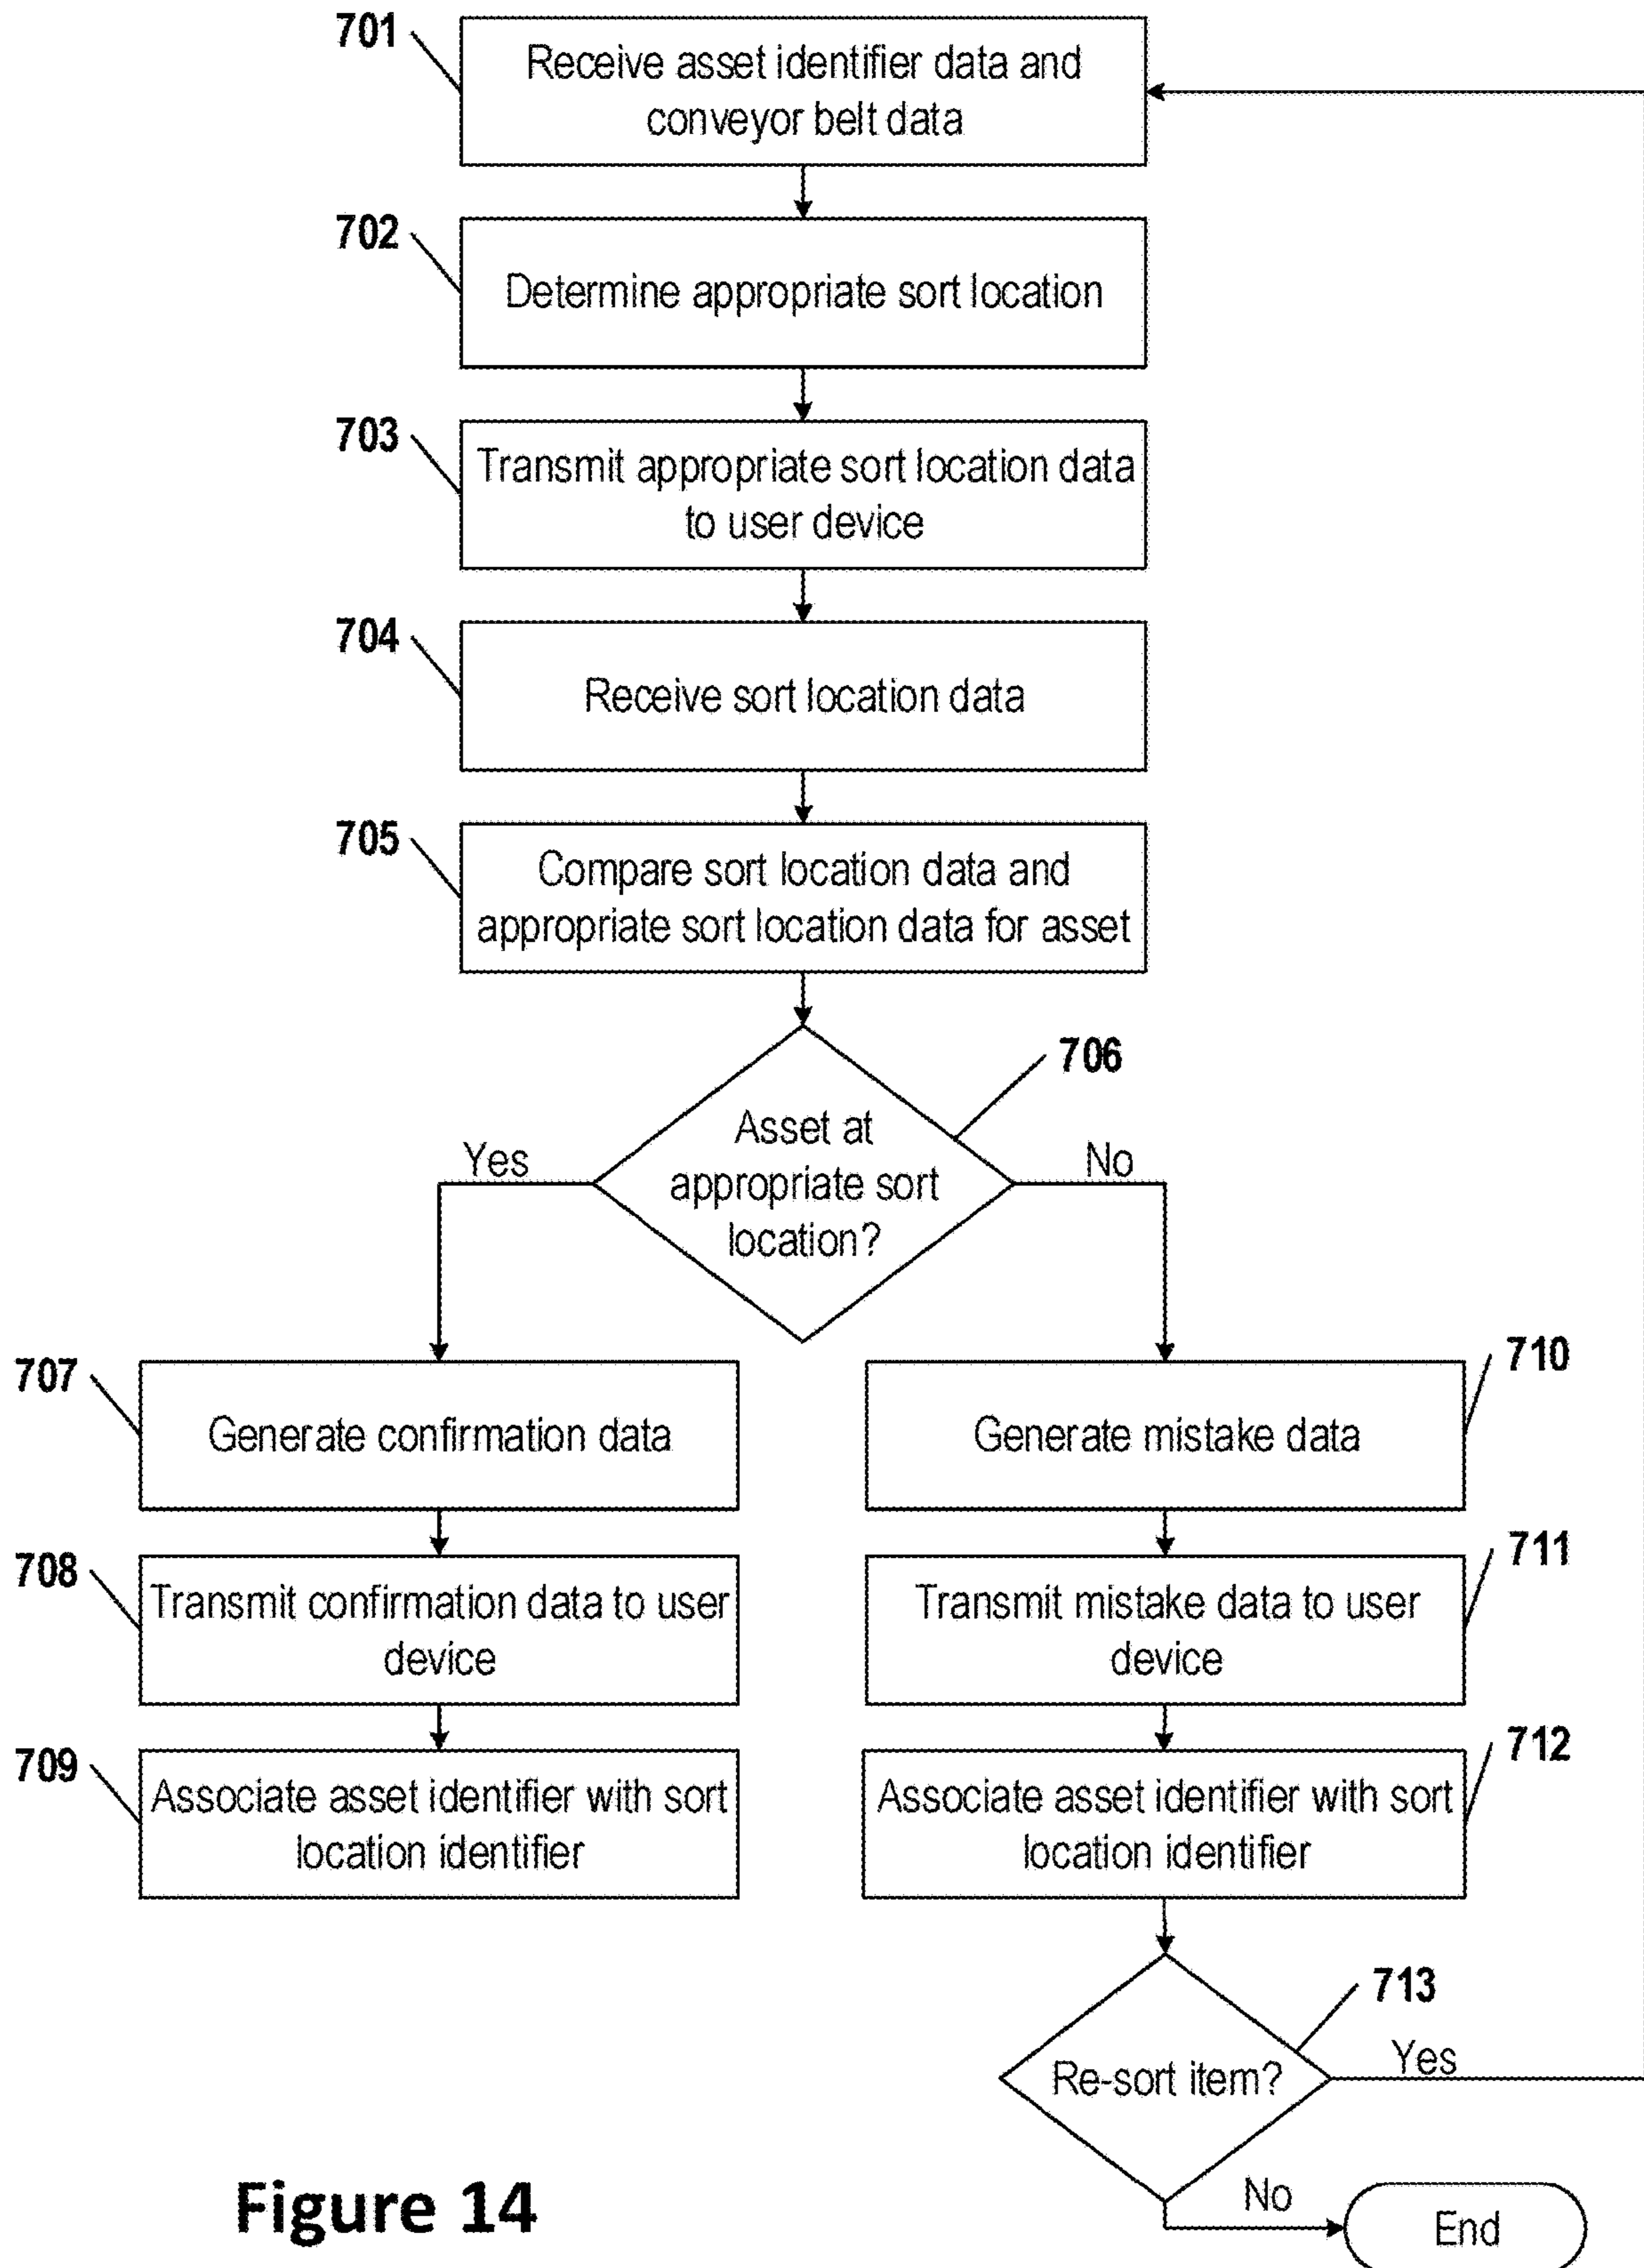 701
Receive asset identifier data and
conveyor belt data
702
Determine appropriate sort location
703
Transmit appropriate sort location data
to user device
704
Receive sort location data
705
Compare sort location data and
appropriate sort location data for asset
706
Asset at
appropriate sort
location?
Yes
No
707
Generate confirmation data
710
Generate mistake data
708
Transmit confirmation data to user
device
711
Transmit mistake data to user
device
709
Associate asset identifier with sort
location identifier
712
Associate asset identifier with sort
location identifier
713
Re-sort item?
Yes
No
End
Figure 14